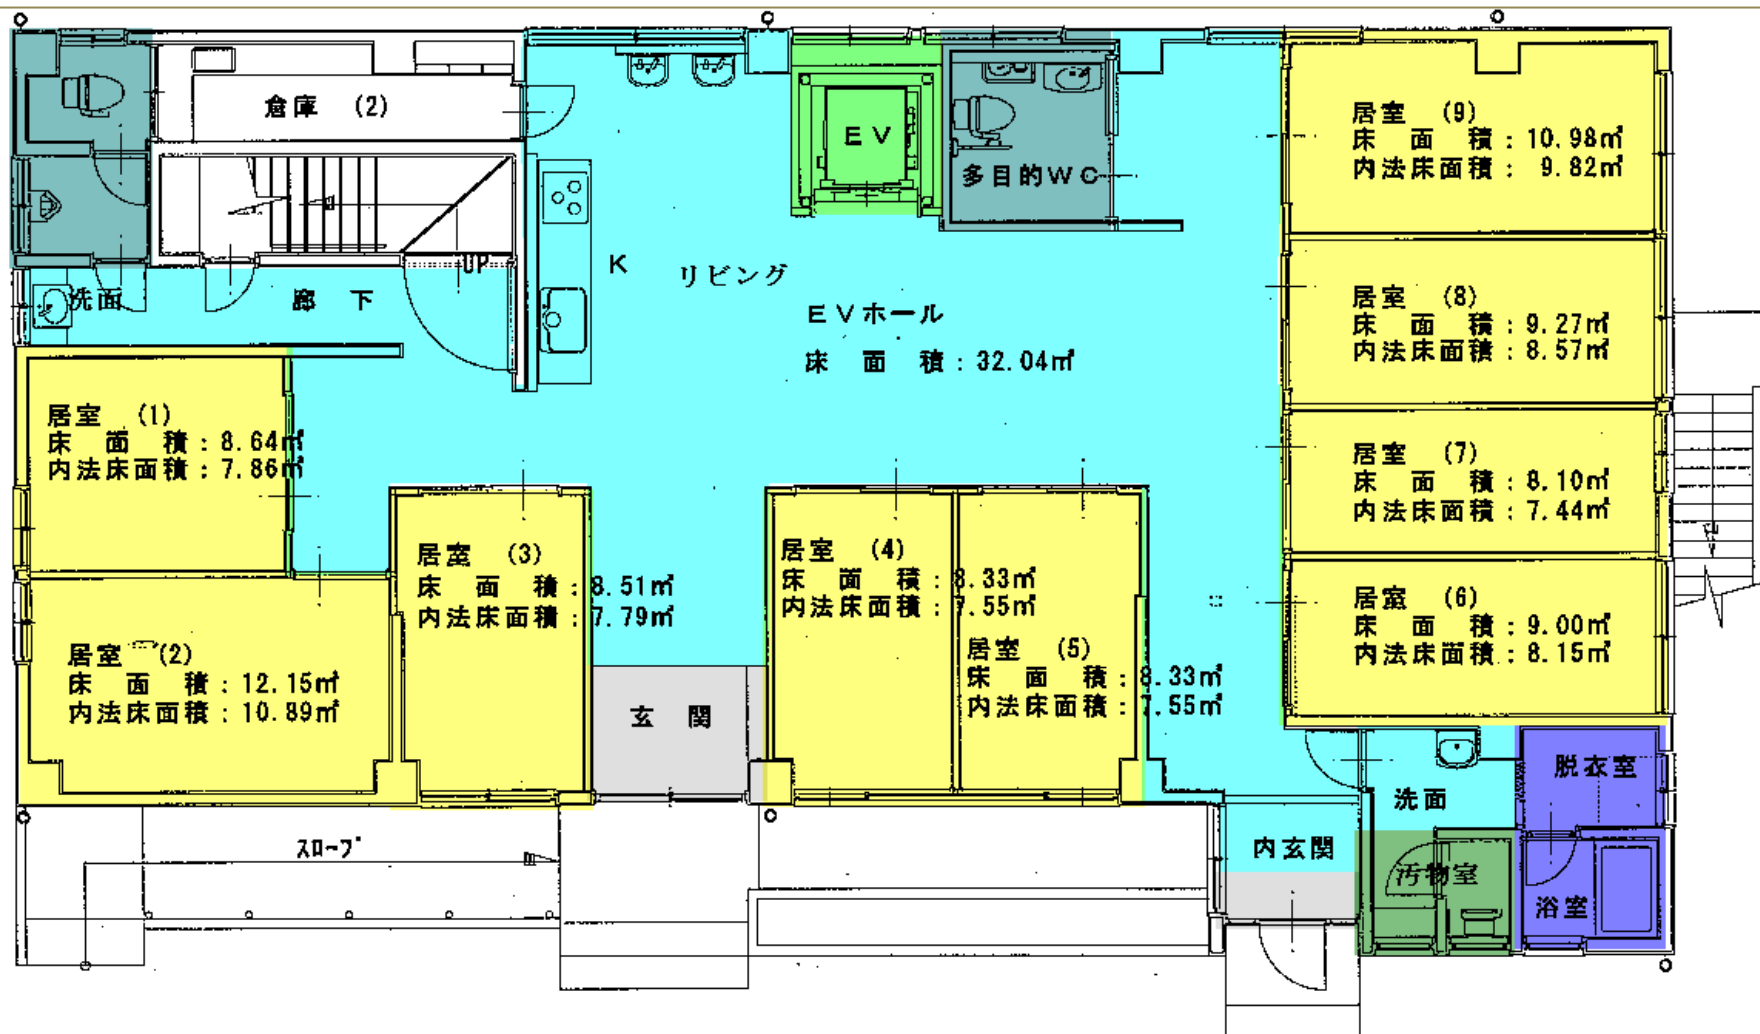 倉庫 (2)
EV
多目的WC
居室 (9)
床面積:10.98㎡
内法床面積: 9.82㎡
洗面
廊下
UP
K
リビング
EVホール
床面積:32.04㎡
居室 (8)
床面積:9.27㎡
内法床面積:8.57㎡
居室 (1)
床面積:8.64㎡
内法床面積:7.86㎡
居室 (7)
床面積:8.10㎡
内法床面積:7.44㎡
居室 (3)
床面積:8.51㎡
内法床面積:7.79㎡
居室 (4)
床面積:8.33㎡
内法床面積:7.55㎡
居室 (6)
床面積:9.00㎡
内法床面積:8.15㎡
居室 (2)
床面積:12.15㎡
内法床面積:10.89㎡
居室 (5)
床面積:8.33㎡
内法床面積:7.55㎡
玄関
脱衣室
洗面
スロープ
内玄関
汚物室
浴室